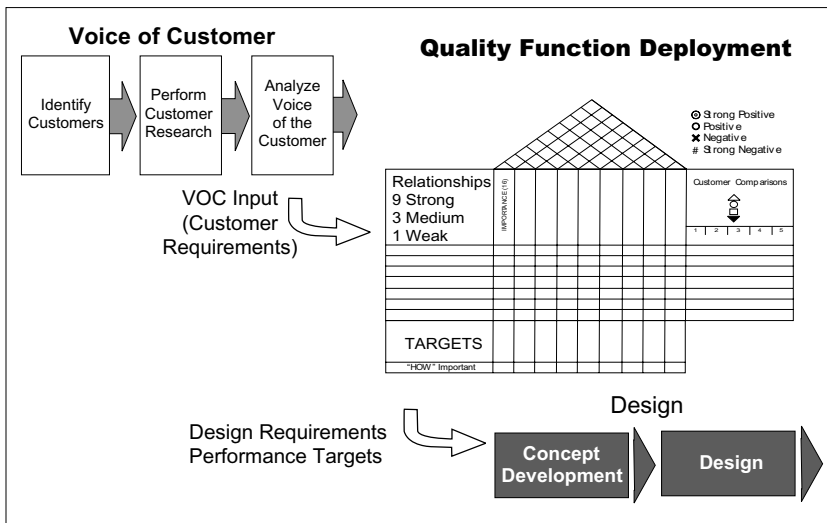 Voice of Customer
Identify
Customers
Perform
Customer
Research
Analyze
Voice
of the
Customer
Quality Function Deployment
Strong Positive
Positive
Negative
# Strong Negative
VOC Input
(Customer
Requirements)
Relationships
9 Strong
3 Medium
1 Weak
IMPORTANCE (16)
Customer Comparisons
1 2 3 4 5
TARGETS
"HOW" Important
Design Requirements
Performance Targets
Design
Concept
Development
Design